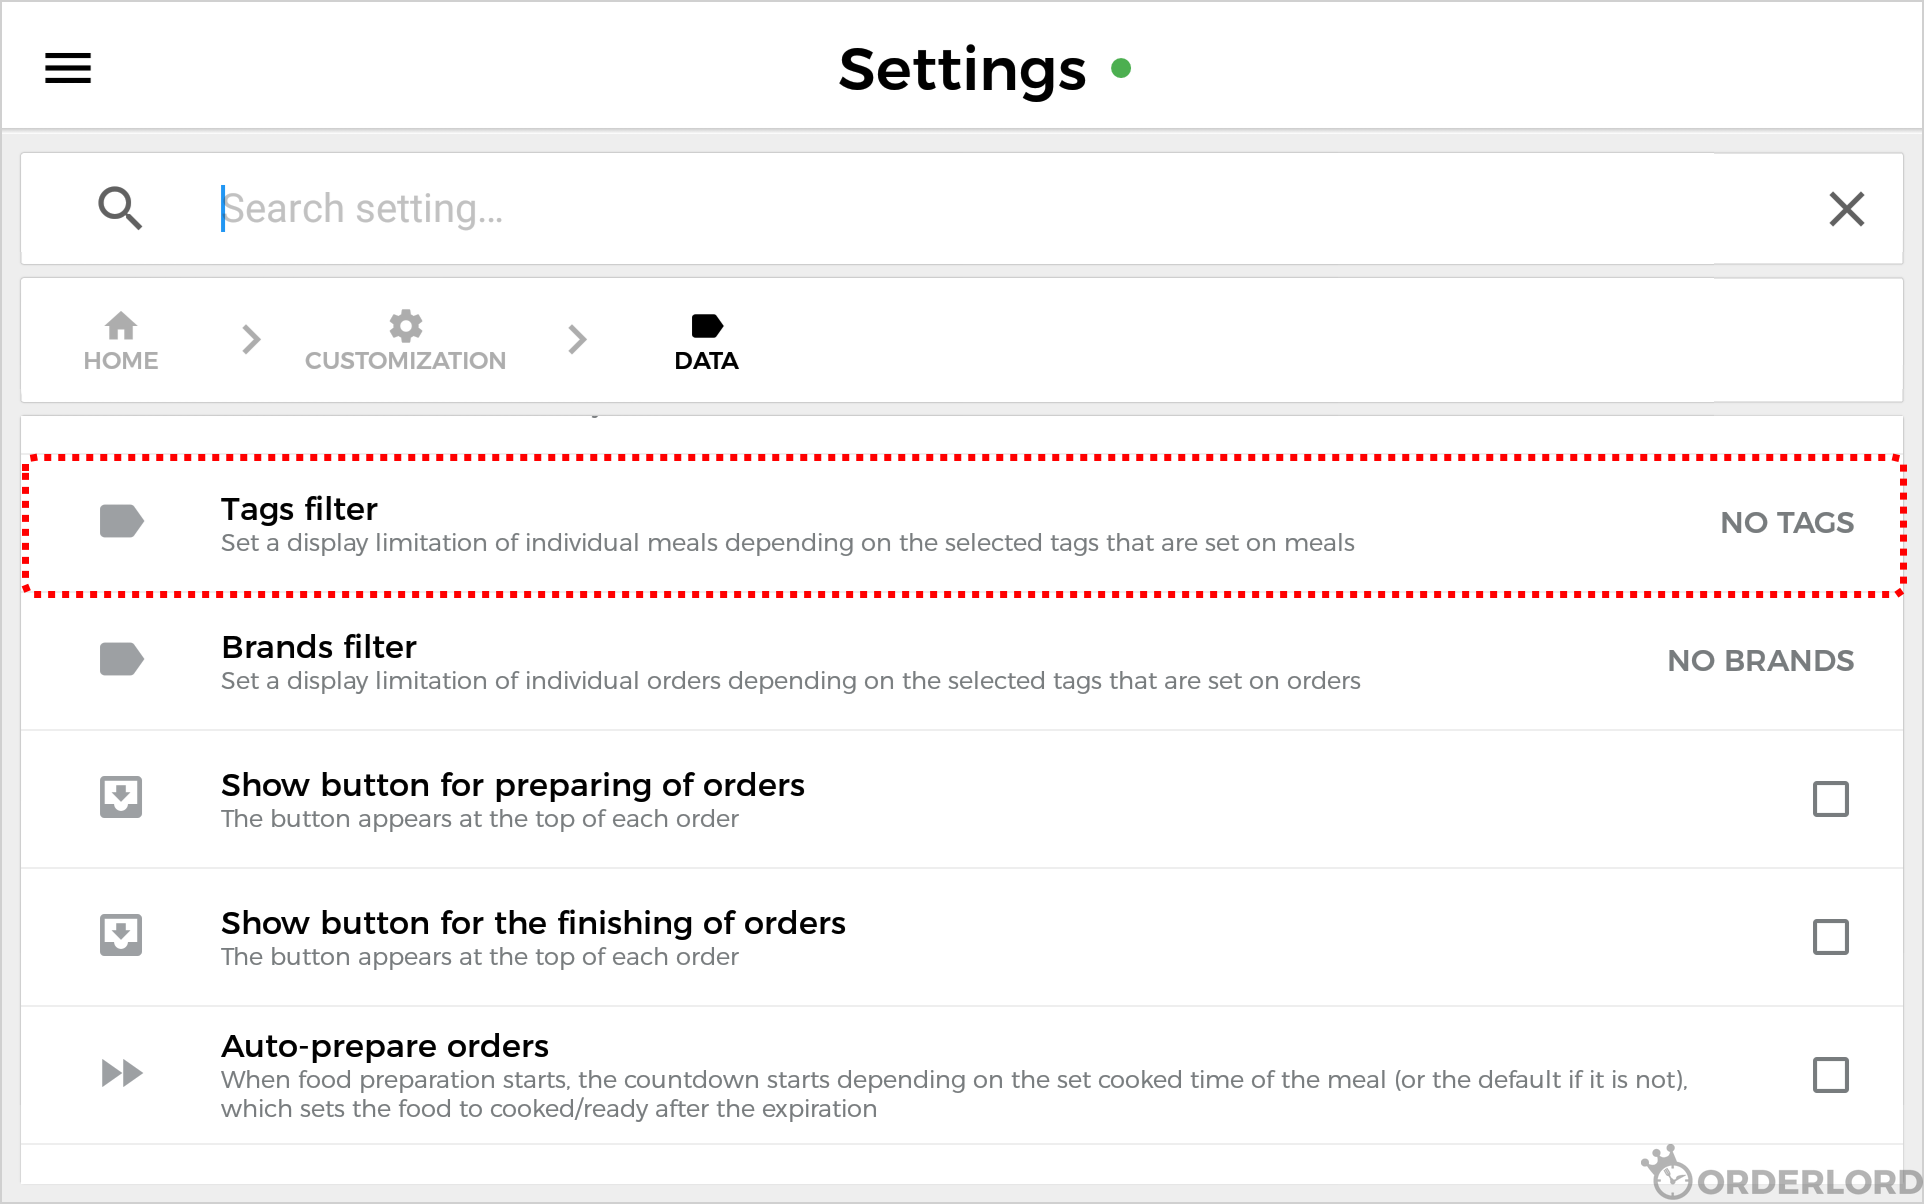 Settings
Search setting...
HOME
CUSTOMIZATION
DATA
Tags filter
Set a display limitation of individual meals depending on the selected tags that are set on meals
NO TAGS
Brands filter
Set a display limitation of individual orders depending on the selected tags that are set on orders
NO BRANDS
Show button for preparing of orders
The button appears at the top of each order
Show button for the finishing of orders
The button appears at the top of each order
Auto-prepare orders
When food preparation starts, the countdown starts depending on the set cooked time of the meal (or the default if it is not),
which sets the food to cooked/ready after the expiration
ORDERLORD